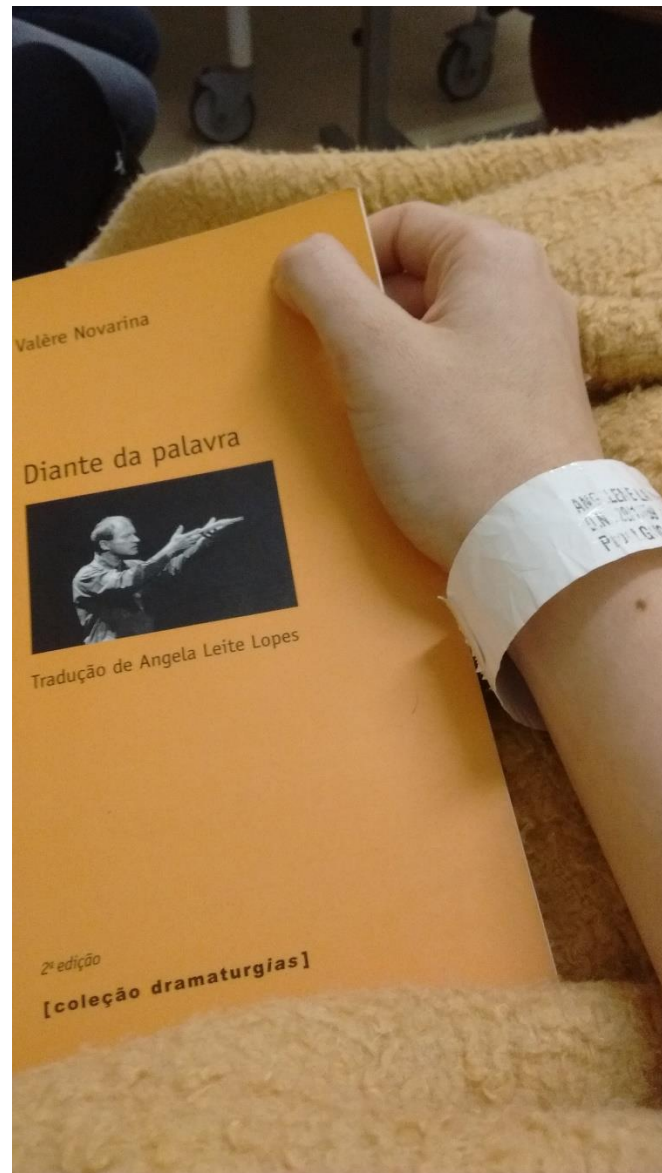 Valère Novarina
Diante da palavra
Tradução de Angela Leite Lopes
2ª edição
[coleção dramaturgias]